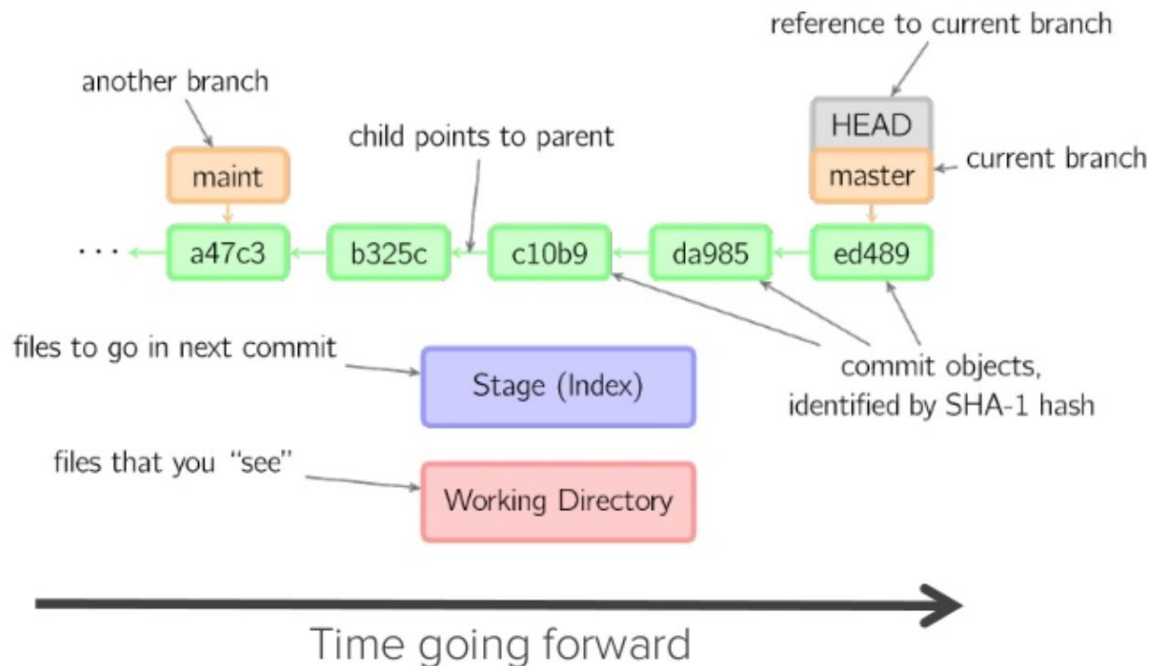 reference to current branch
another branch
HEAD
child points to parent
maint
master
current branch
...
a47c3
b325c
c10b9
da985
ed489
files to go in next commit
Stage (Index)
commit objects,
identified by SHA-1 hash
files that you “see”
Working Directory
Time going forward